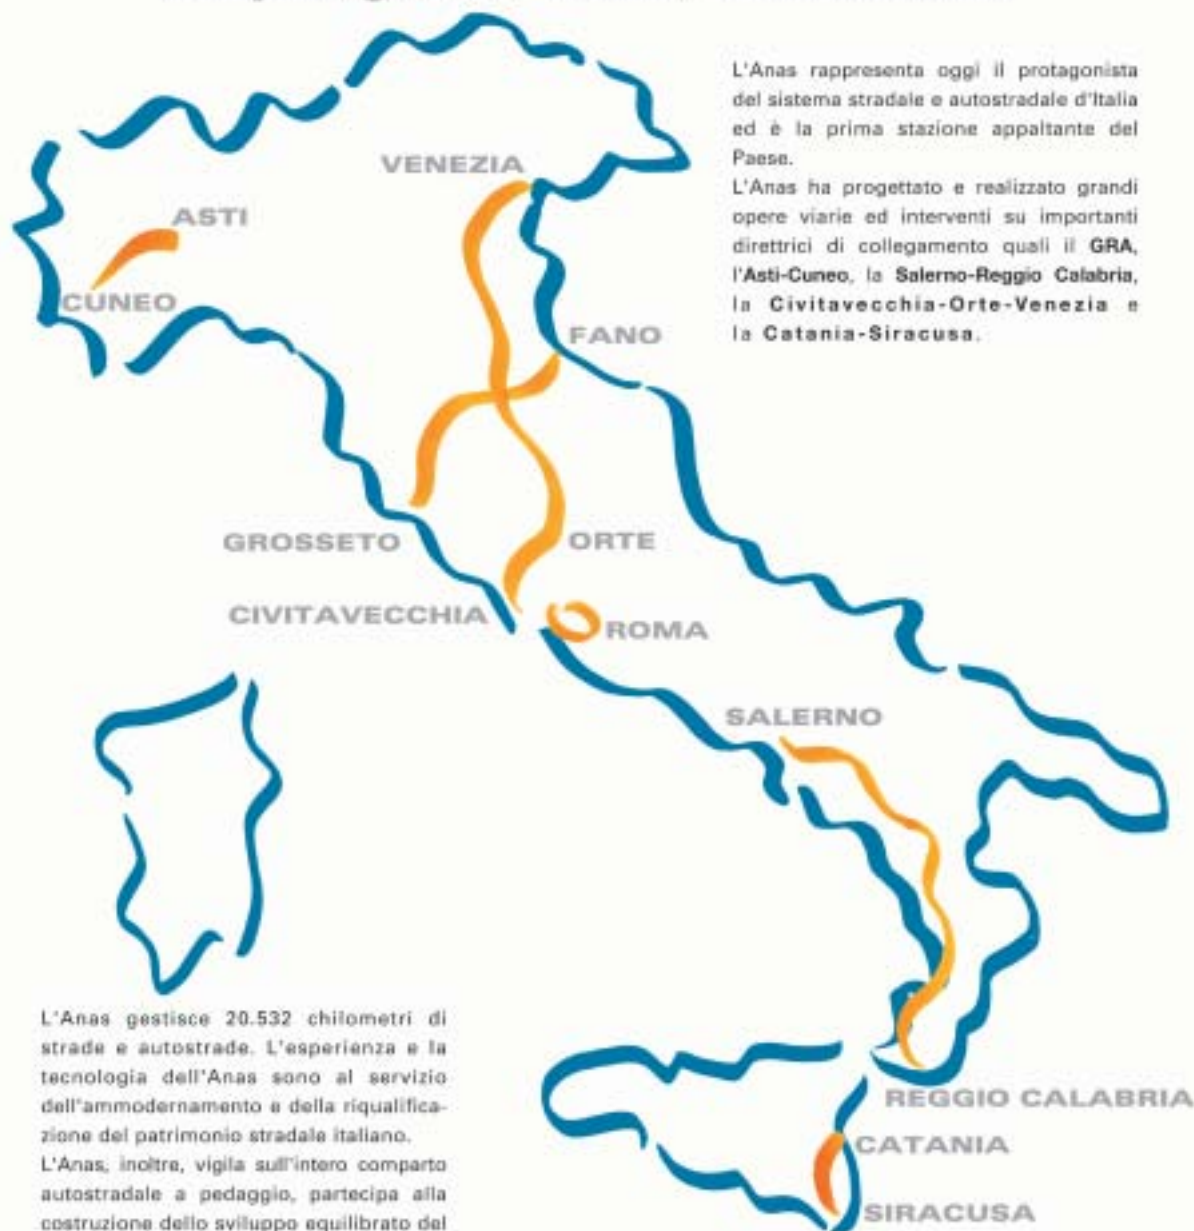 L'Anas rappresenta oggi il protagonista
del sistema stradale e autostradale d'Italia
ed è la prima stazione appaltante del
Paese.
L'Anas ha progettato e realizzato grandi
opere viarie ed interventi su importanti
direttrici di collegamento quali il GRA,
l'Asti-Cuneo, la Salerno-Reggio Calabria,
la Civitavecchia-Orte-Venezia e
la Catania-Siracusa.
VENEZIA
ASTI
CUNEO
FANO
GROSSETO
ORTE
CIVITAVECCHIA
ROMA
SALERNO
REGGIO CALABRIA
CATANIA
SIRACUSA
L'Anas gestisce 20.532 chilometri di
strade e autostrade. L'esperienza e la
tecnologia dell'Anas sono al servizio
dell'ammodernamento e della riqualifica-
zione del patrimonio stradale italiano.
L'Anas, inoltre, vigila sull'intero comparto
autostradale a pedaggio, partecipa alla
costruzione dello sviluppo equilibrato del